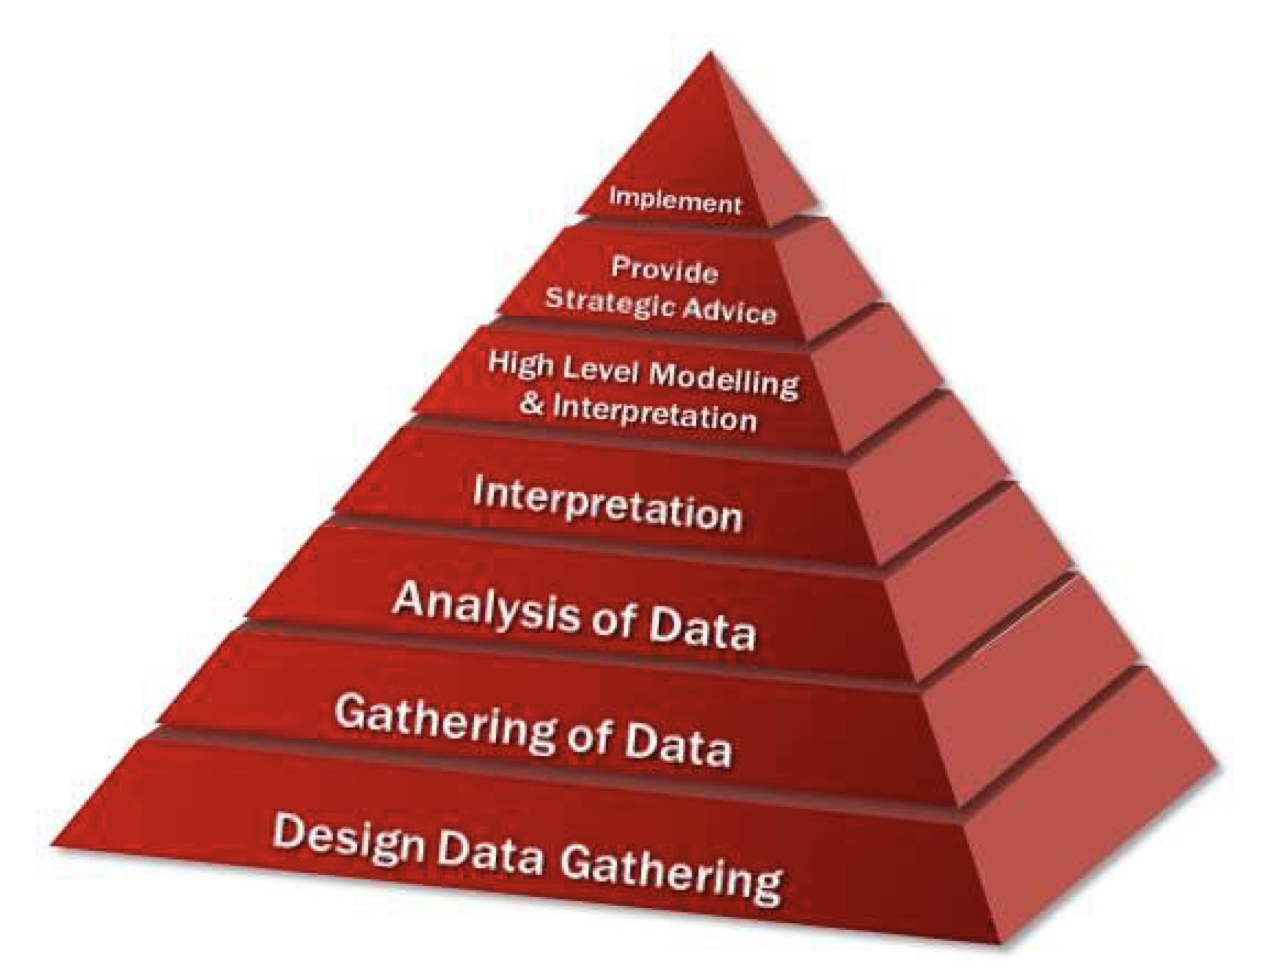 Implement
Provide
Strategic Advice
High Level Modelling
& Interpretation
Interpretation
Analysis of Data
Gathering of Data
Design Data Gathering